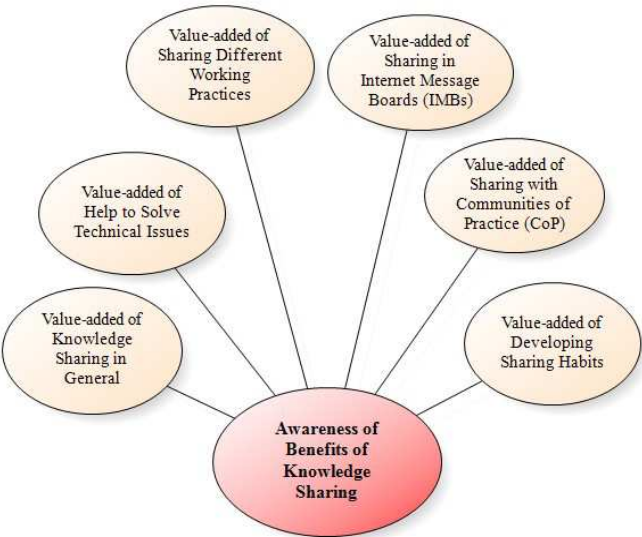 Value-added of
Sharing Different
Working
Practices
Value-added of
Sharing in
Internet Message
Boards (IMBs)
Value-added of
Help to Solve
Technical Issues
Value-added of
Sharing with
Communities of
Practice (CoP)
Value-added of
Knowledge
Sharing in
General
Value-added of
Developing
Sharing Habits
Awareness of
Benefits of
Knowledge
Sharing